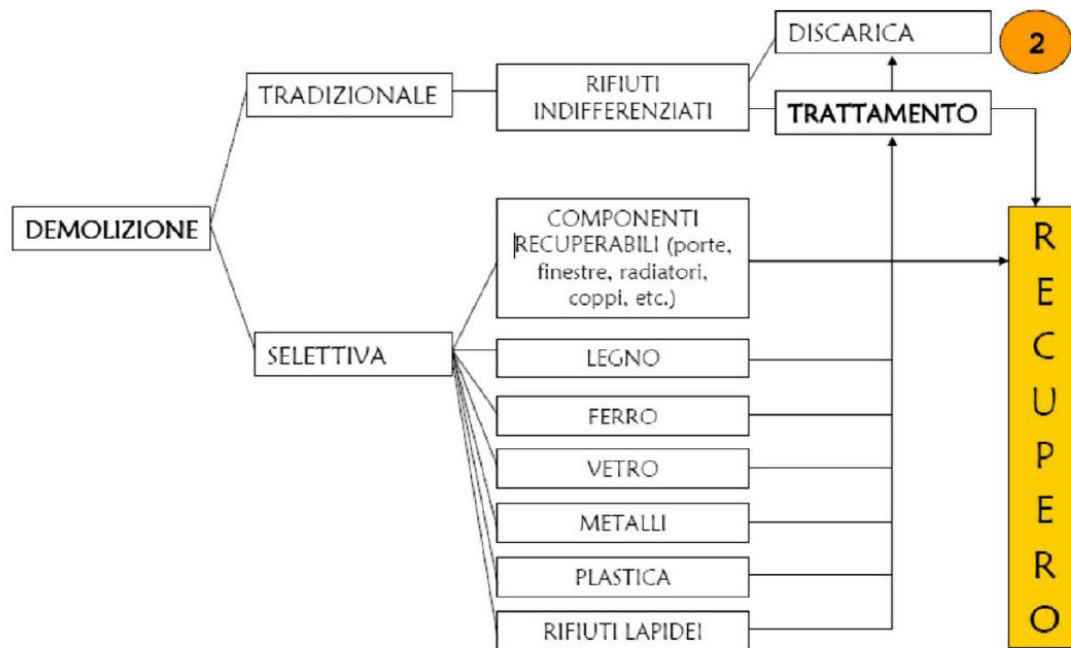 DISCARICA
2
TRADIZIONALE
RIFIUTI
INDIFFERENZIATI
TRATTAMENTO
DEMOLIZIONE
COMPONENTI
RECUPERABILI (porte,
finestre, radiatori,
coppi, etc.)
SELETTIVA
LEGNO
FERRO
VETRO
METALLI
PLASTICA
RIFIUTI LAPIDEI
RECUPERO